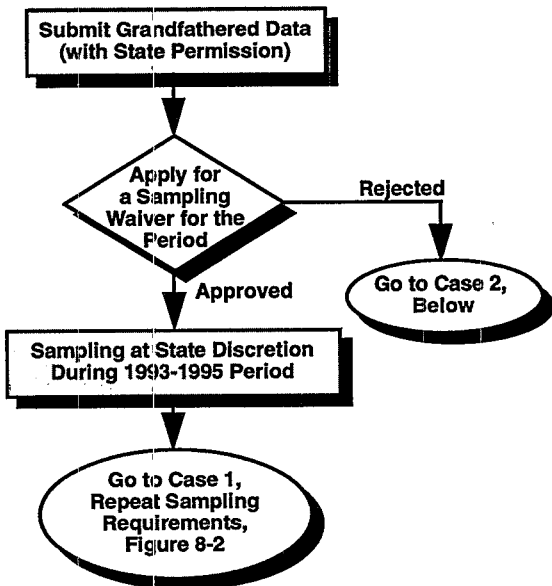 Submit Grandfathered Data
(with State Permission)
Apply for
a Sampling
Waiver for the
Period
Rejected
Go to Case 2,
Below
Approved
Sampling at State Discretion
During 1993-1995 Period
Go to Case 1,
Repeat Sampling
Requirements,
Figure 8-2